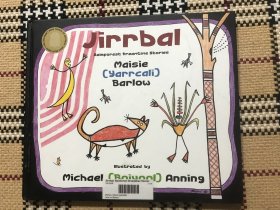 Jirrbal
Rainforest Dreamtime Stories
Maisie
(Yarrcali)
Barlow
Illustrated by
Michael (Boiyool) Anning